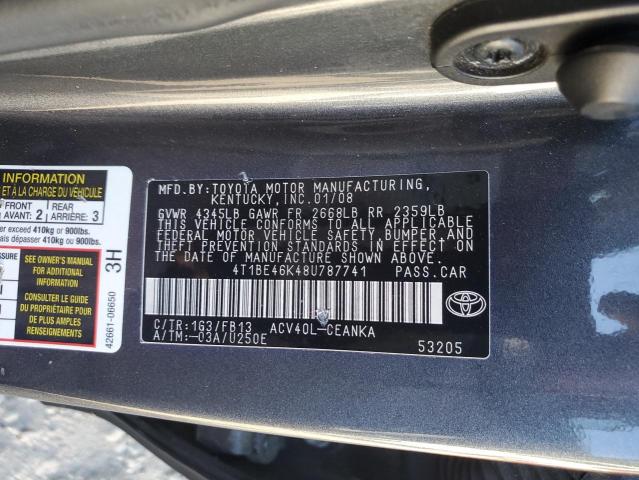 INFORMATION
ET À LA CHARGE DU VÉHICULE
FRONT
AVANT: 2
REAR
ARRIÈRE: 3
exceed 410kg or 900lbs.
dépasser 410kg ou 900lbs.
SEE OWNER'S MANUAL
FOR ADDITIONAL
INFORMATION
CONSULTER LE GUIDE
DU PROPRIÉTAIRE
POUR DE PLUS
AMPLES
RENSEIGNEMENTS
3H
42661-06650
MFD.BY:TOYOTA MOTOR MANUFACTURING,
KENTUCKY, INC.01/08
GVWR 4345LB GAWR FR 2668LB RR 2359LB
THIS VEHICLE CONFORMS TO ALL APPLICABLE
FEDERAL MOTOR VEHICLE SAFETY, BUMPER, AND
THEFT PREVENTION STANDARDS IN EFFECT ON
THE DATE OF MANUFACTURE SHOWN ABOVE.
4T1BE46K48U787741 PASS.CAR
C/TR:1G3/FB13 ACV40L-CEANKA
A/TM:-03A/U250E
53205
TOYOTA